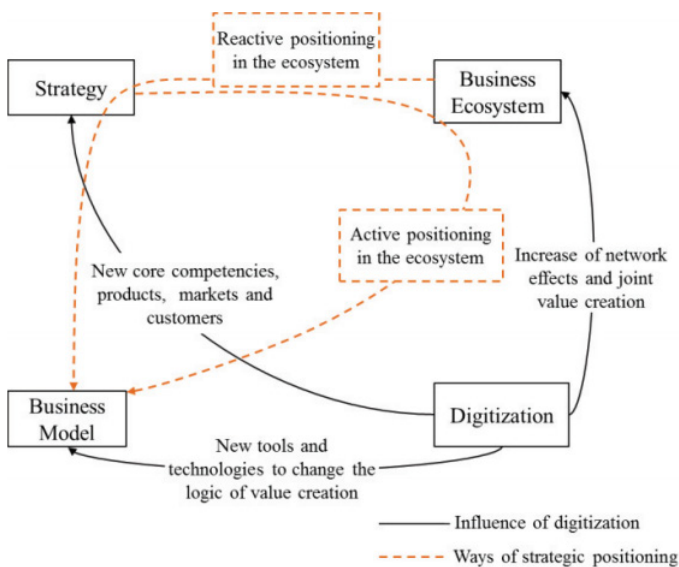 Reactive positioning
in the ecosystem
Strategy
Business
Ecosystem
Active positioning
in the ecosystem
New core competencies,
products, markets and
customers
Increase of network
effects and joint
value creation
Business
Model
Digitization
New tools and
technologies to change the
logic of value creation
Influence of digitization
Ways of strategic positioning